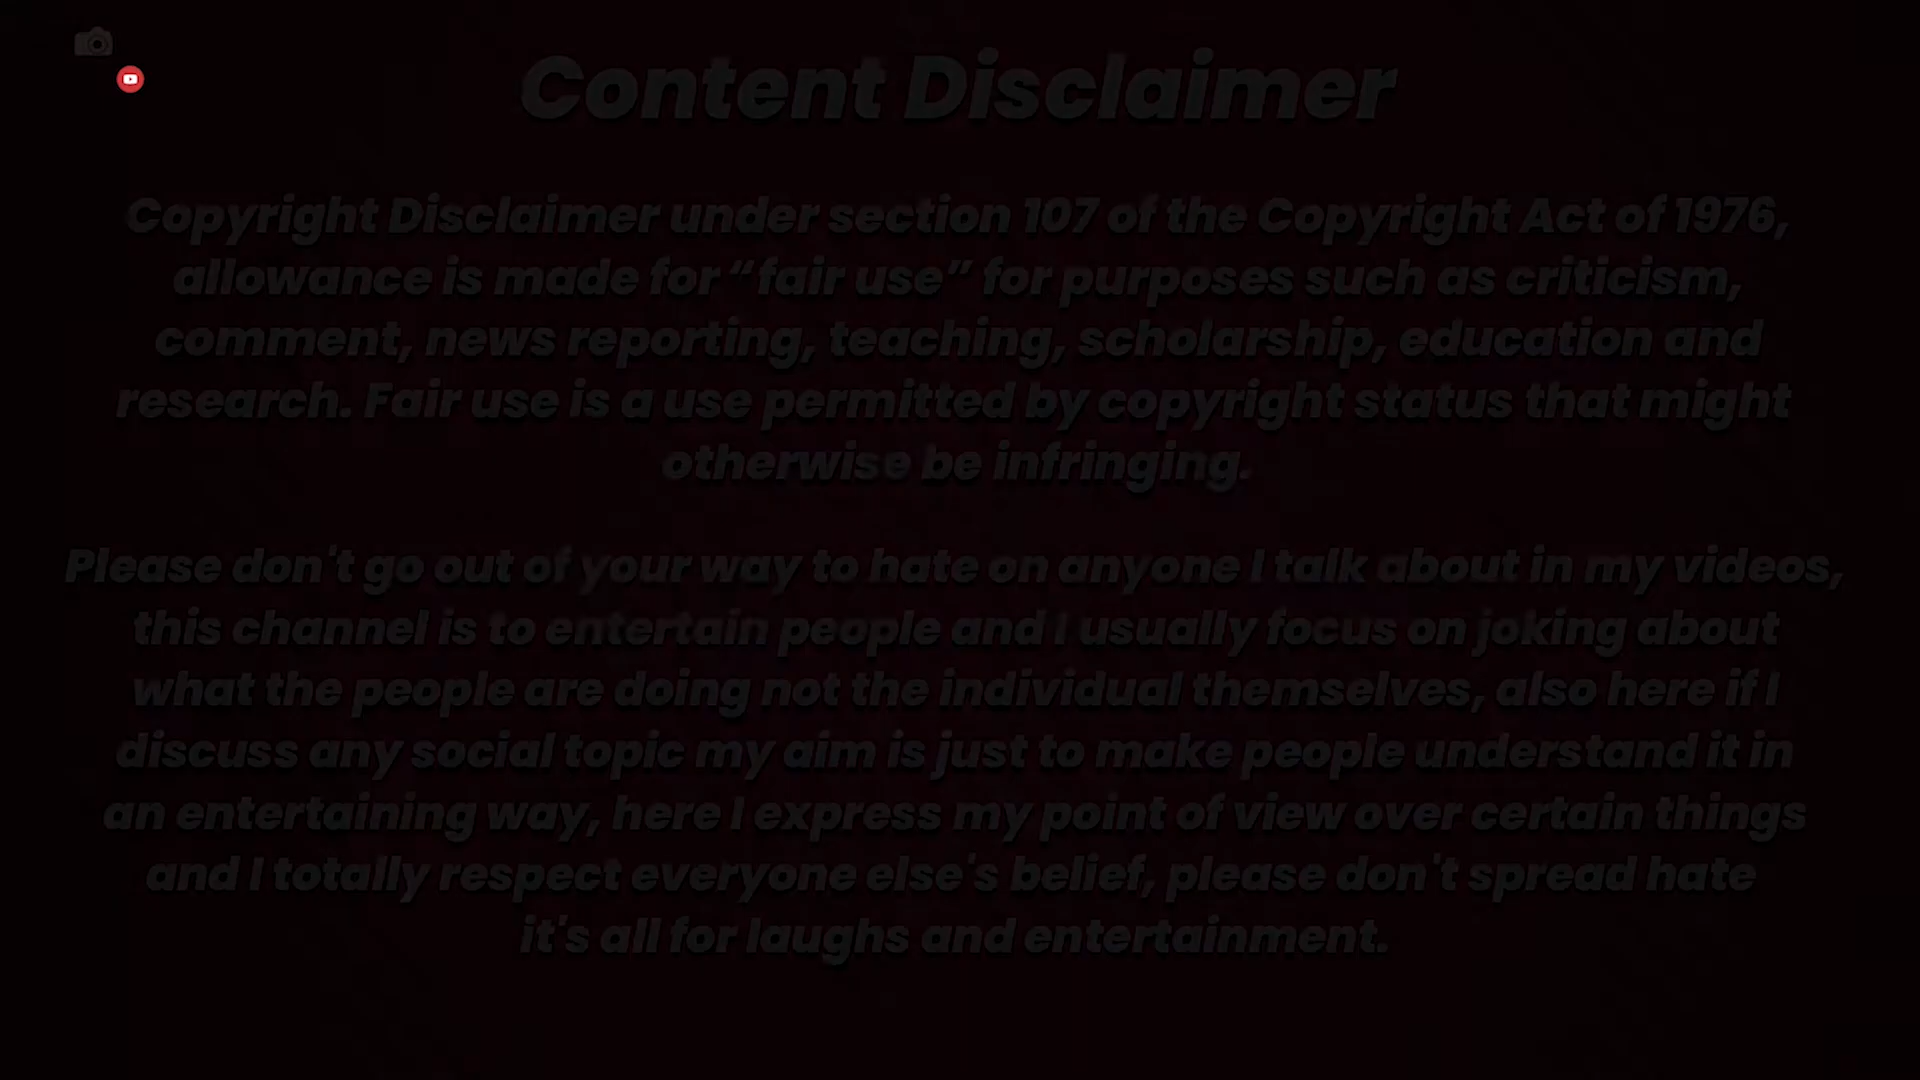 Content Disclaimer
Copyright Disclaimer under section 107 of the Copyright Act of 1976,
allowance is made for “fair use” for purposes such as criticism,
comment, news reporting, teaching, scholarship, education and
research. Fair use is a use permitted by copyright status that might
otherwise be infringing.
Please don't go out of your way to hate on anyone I talk about in my videos,
this channel is to entertain people and I usually focus on joking about
what the people are doing not the individual themselves, also here if I
discuss any social topic my aim is just to make people understand it in
an entertaining way, here I express my point of view over certain things
and I totally respect everyone else's belief, please don't spread hate
it's all for laughs and entertainment.